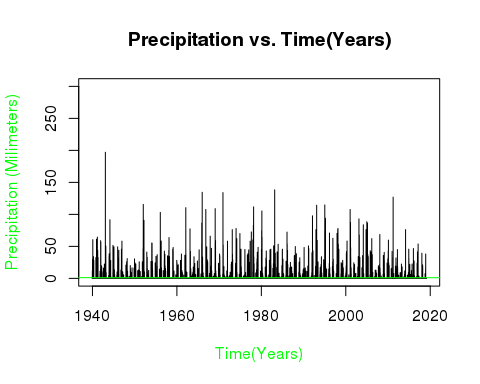 Precipitation vs. Time(Years)
Precipitation (Milimeters)
250
150
50
0
1940 1960 1980 2000 2020
Time(Years)